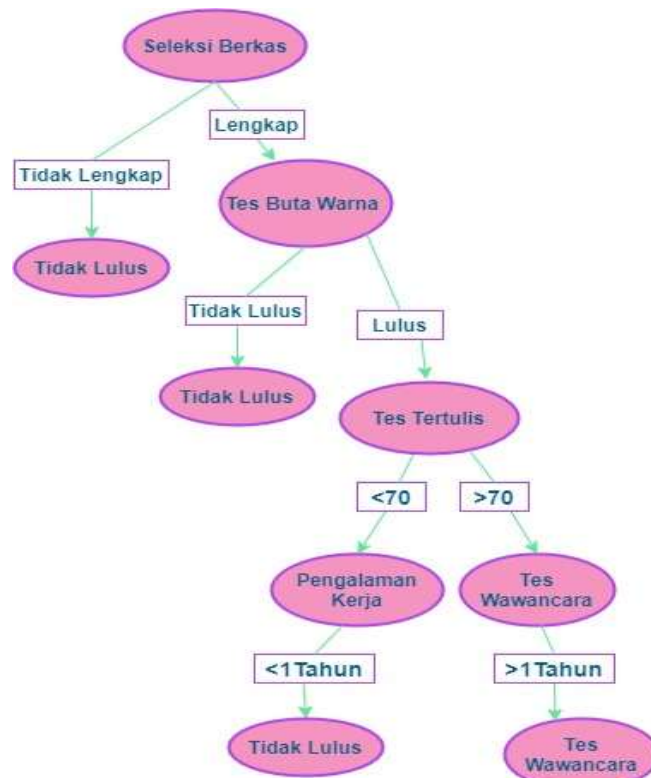 Seleksi Berkas
Lengkap
Tidak Lengkap
Tes Buta Warna
Tidak Lulus
Tidak Lulus
Lulus
Tidak Lulus
Tes Tertulis
<70
>70
Pengalaman
Kerja
Tes
Wawancara
<1Tahun
>1Tahun
Tidak Lulus
Tes
Wawancara